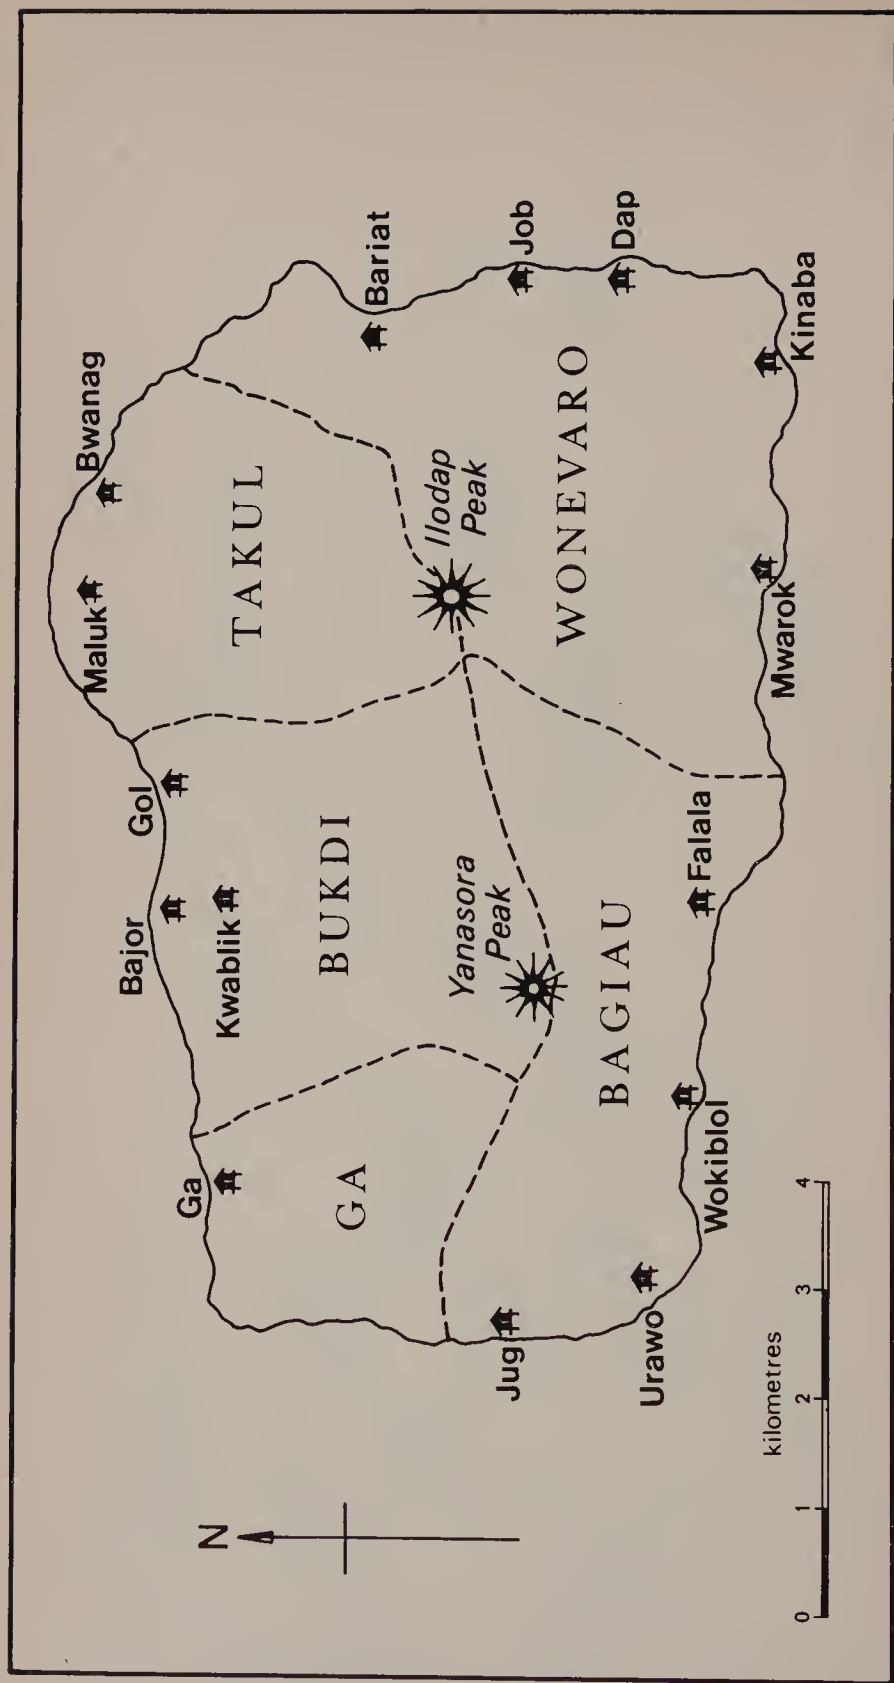 N
Ga
Bajor
Gol
Maluk
Bwanag
Kwablik
GA
BUKDI
TAKUL
Bariat
Yanasora
Peak
Ilodap
Peak
Jug
Job
BAGIAU
WONEVARO
Dap
Urawo
Wokiblol
Falala
Mwarok
Kinaba
kilometres
0 1 2 3 4